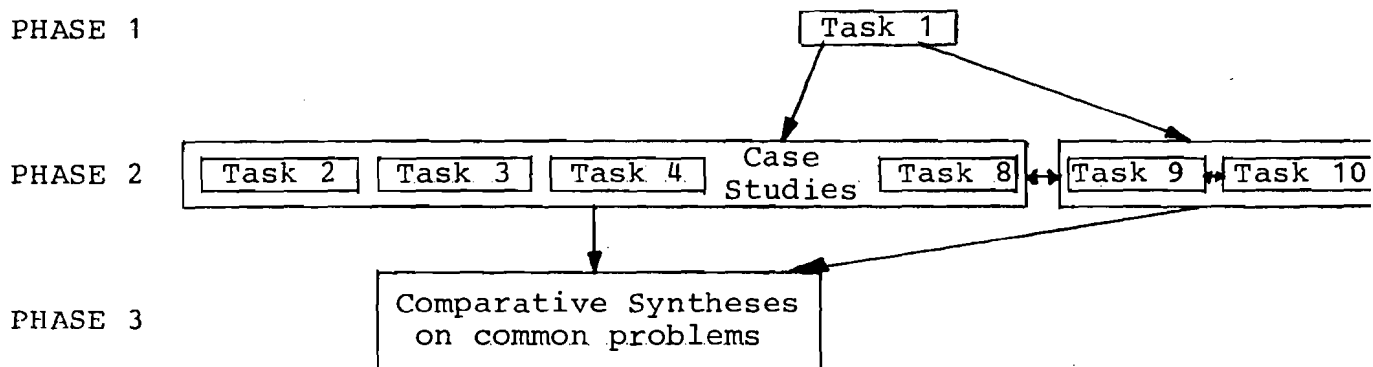 PHASE 1
Task 1
PHASE 2
Task 2 Task 3 Task 4 Case Studies Task 8 Task 9 Task 10
PHASE 3
Comparative Syntheses
on common problems